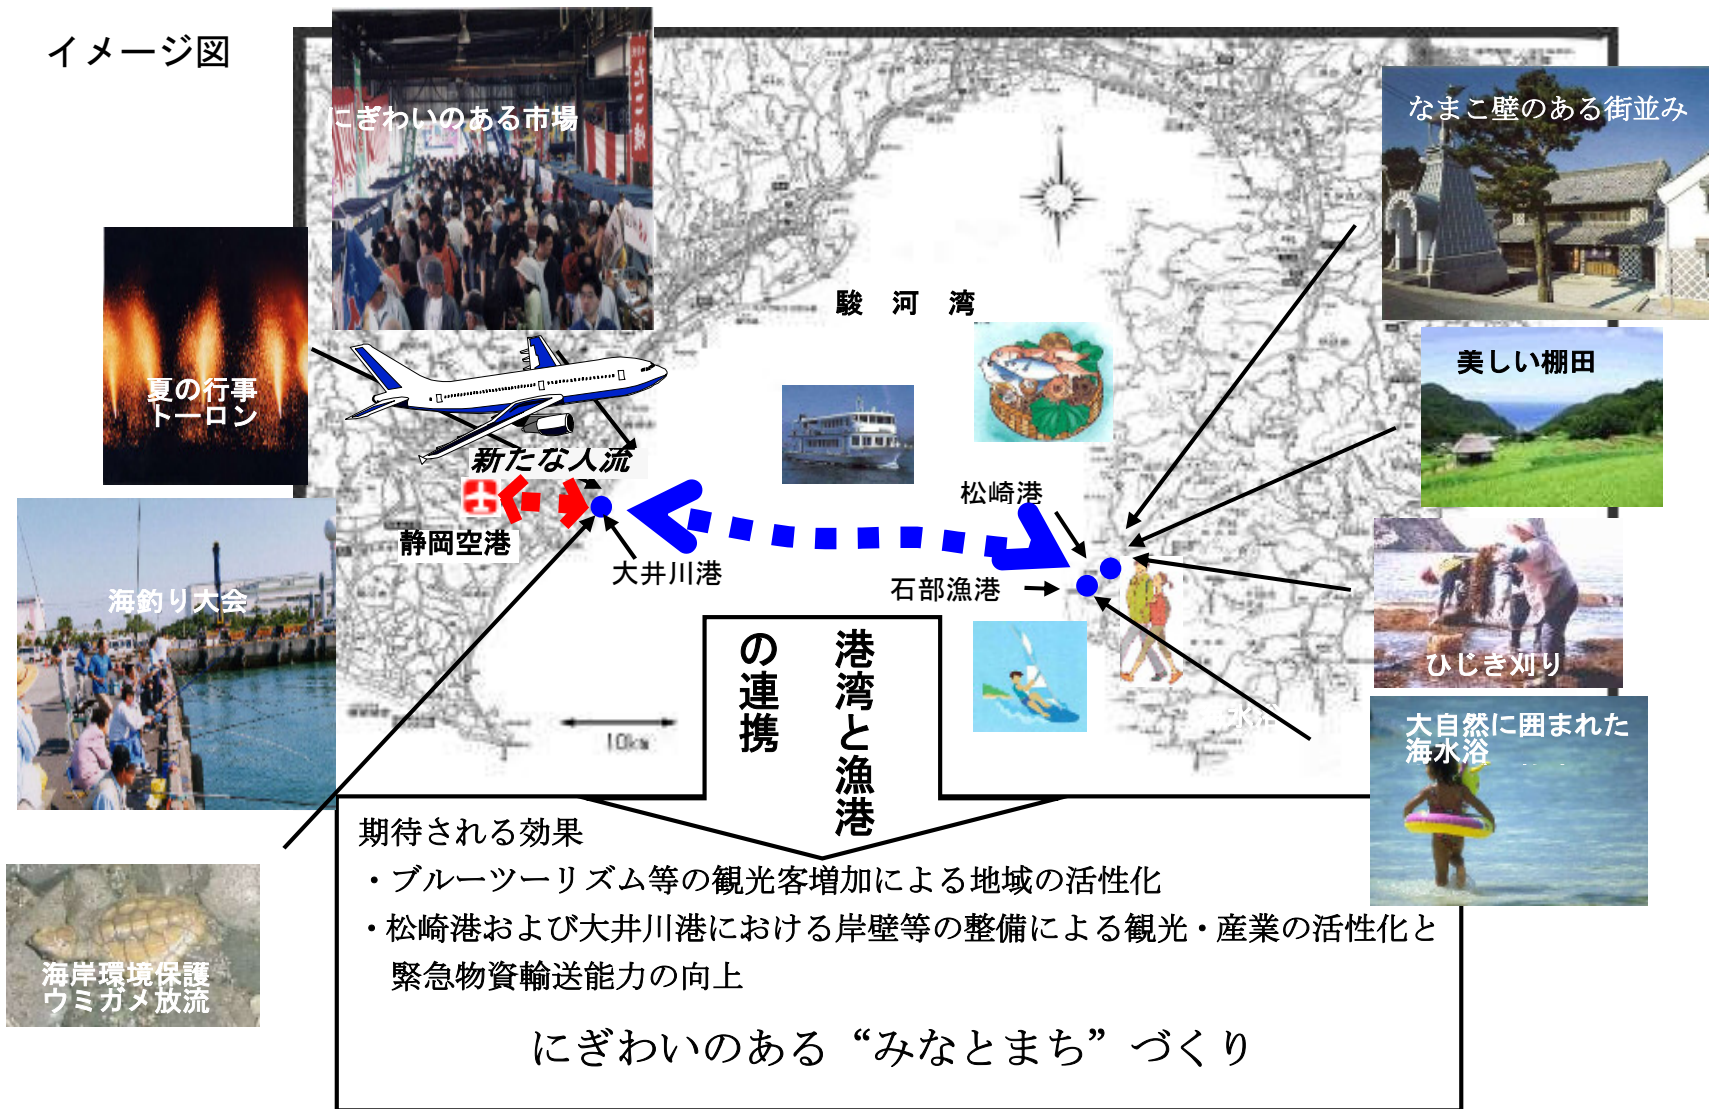 イメージ図
にぎわいのある市場
たこ焼
なまこ壁のある街並み
駿 河 湾
夏の行事
トーロン
美しい棚田
新たな人流
静岡空港
大井川港
松崎港
石部漁港
海釣り大会
ひじき刈り
大自然に囲まれた
海水浴
10km
港湾と漁港
の連携
海岸環境保護
ウミガメ放流
期待される効果
・ブルーツーリズム等の観光客増加による地域の活性化
・松崎港および大井川港における岸壁等の整備による観光・産業の活性化と
緊急物資輸送能力の向上
にぎわいのある“みなとまち”づくり